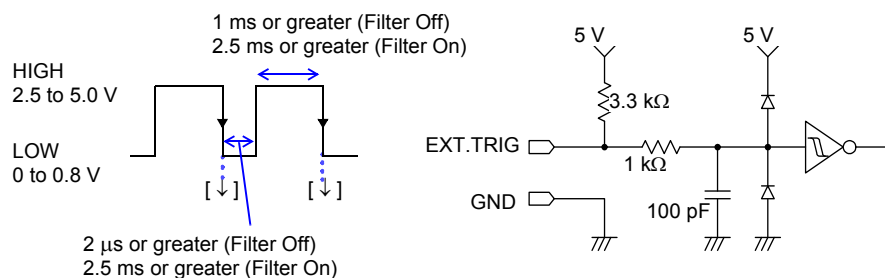 1 ms or greater (Filter Off)
2.5 ms or greater (Filter On)
HIGH
2.5 to 5.0 V
LOW
0 to 0.8 V
[↓]
[↓]
2 μs or greater (Filter Off)
2.5 ms or greater (Filter On)
5 V
5 V
3.3 kΩ
EXT.TRIG
1 kΩ
GND
100 pF